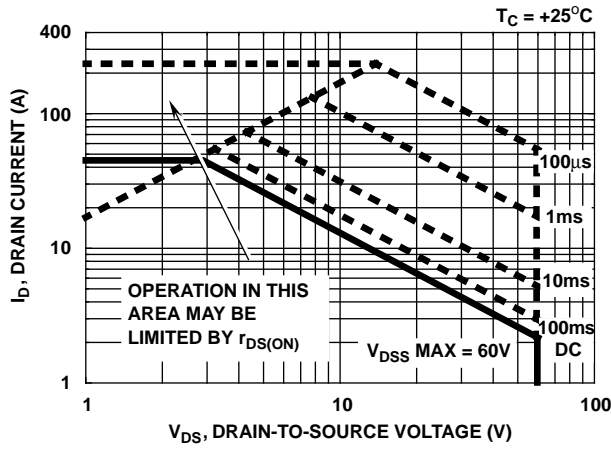 T_C = +25°C
400
100
10
1
I_D, DRAIN CURRENT (A)
100µs
1ms
10ms
100ms
DC
OPERATION IN THIS
AREA MAY BE
LIMITED BY r_DS(ON)
V_DSS MAX = 60V
1
10
100
V_DS, DRAIN-TO-SOURCE VOLTAGE (V)